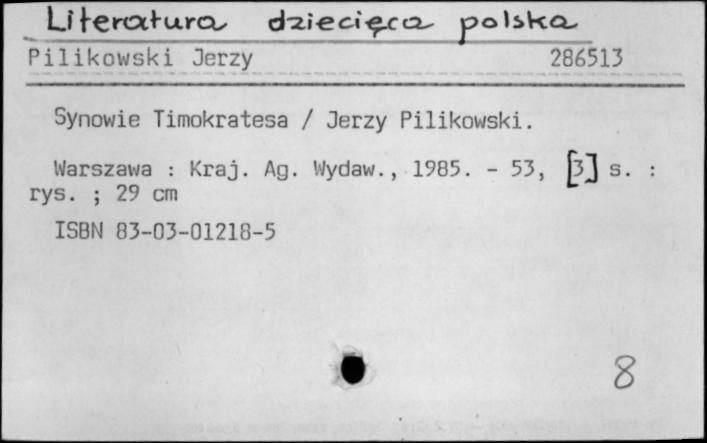 Literatura dziecięca polska
Pilikowski Jerzy 286513
Synowie Timokratesa / Jerzy Pilikowski.
Warszawa : Kraj. Ag. Wydaw., 1985. - 53, [3] s. :
rys. ; 29 cm
ISBN 83-03-01218-5
8